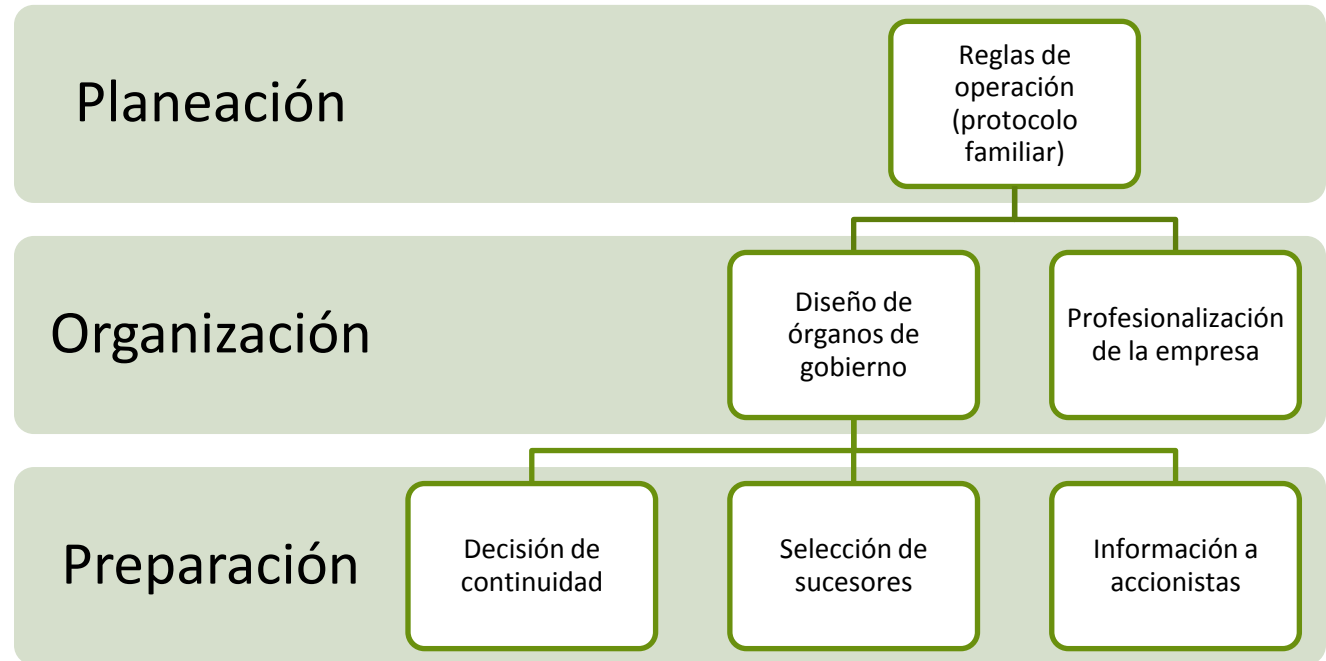 Planeación
Reglas de
operación
(protocolo
familiar)
Organización
Diseño de
órganos de
gobierno
Profesionalización
de la empresa
Preparación
Decisión de
continuidad
Selección de
sucesores
Información a
accionistas